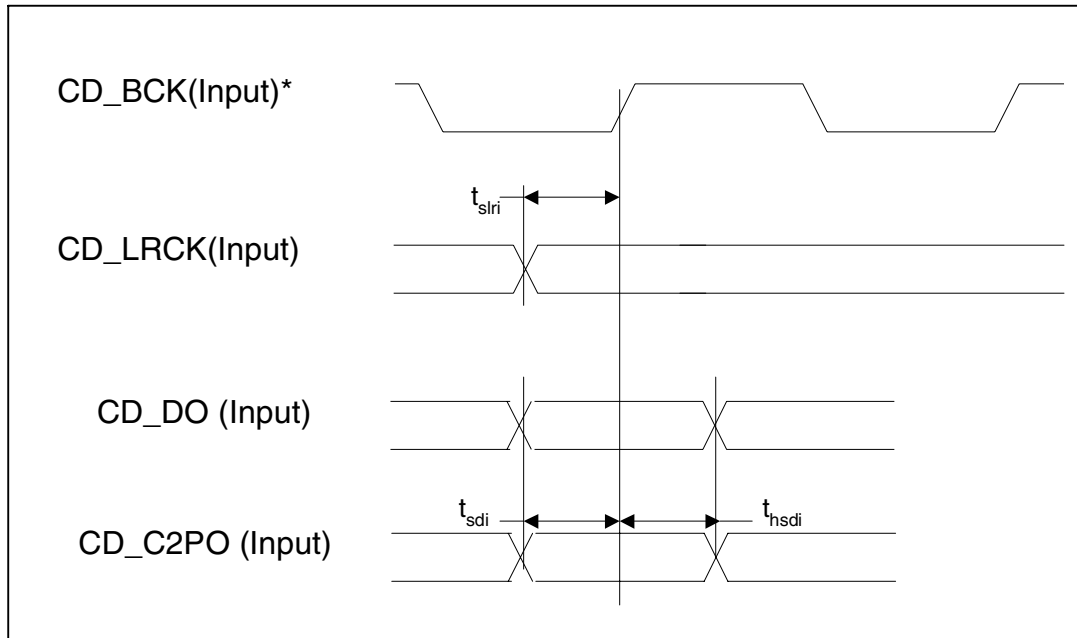 CD_BCK(Input)*
t_slri
CD_LRCK(Input)
CD_DO (Input)
t_sdi
t_hsdi
CD_C2PO (Input)